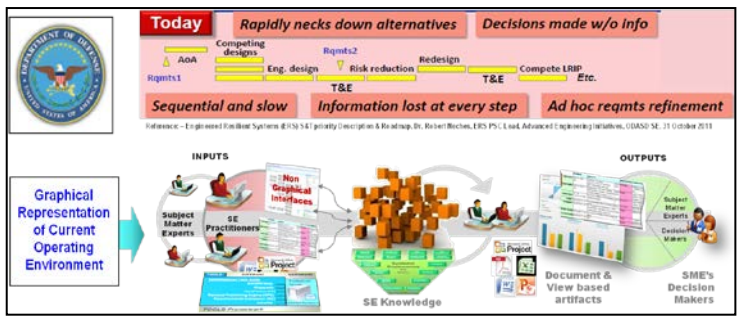 DEPARTMENT OF DEFENSE
UNITED STATES OF AMERICA
Today
Rapidly necks down alternatives
Decisions made w/o info
Competing
designs
AoA
Rqmts1
Eng. design
Rqmts2
Risk reduction
T&E
Redesign
T&E
Compete LRIP
Etc.
Sequential and slow
Information lost at every step
Ad hoc reqmts refinement
Reference: – Engineered Resilient Systems (ERS) S&T priority Description & Roadmap, Dr. Robert Neches, ERS PSC Lead, Advanced Engineering Initiatives, ODASD SE, 31 October 2011
Graphical
Representation
of Current
Operating
Environment
INPUTS
Non
Graphical
Interfaces
Subject
Matter
Experts
SE
Practitioners
Project
SE Knowledge
Project
OUTPUTS
Document &
View based
artifacts
Subject
Matter
Experts
Decision
Makers
SME's
Decision
Makers